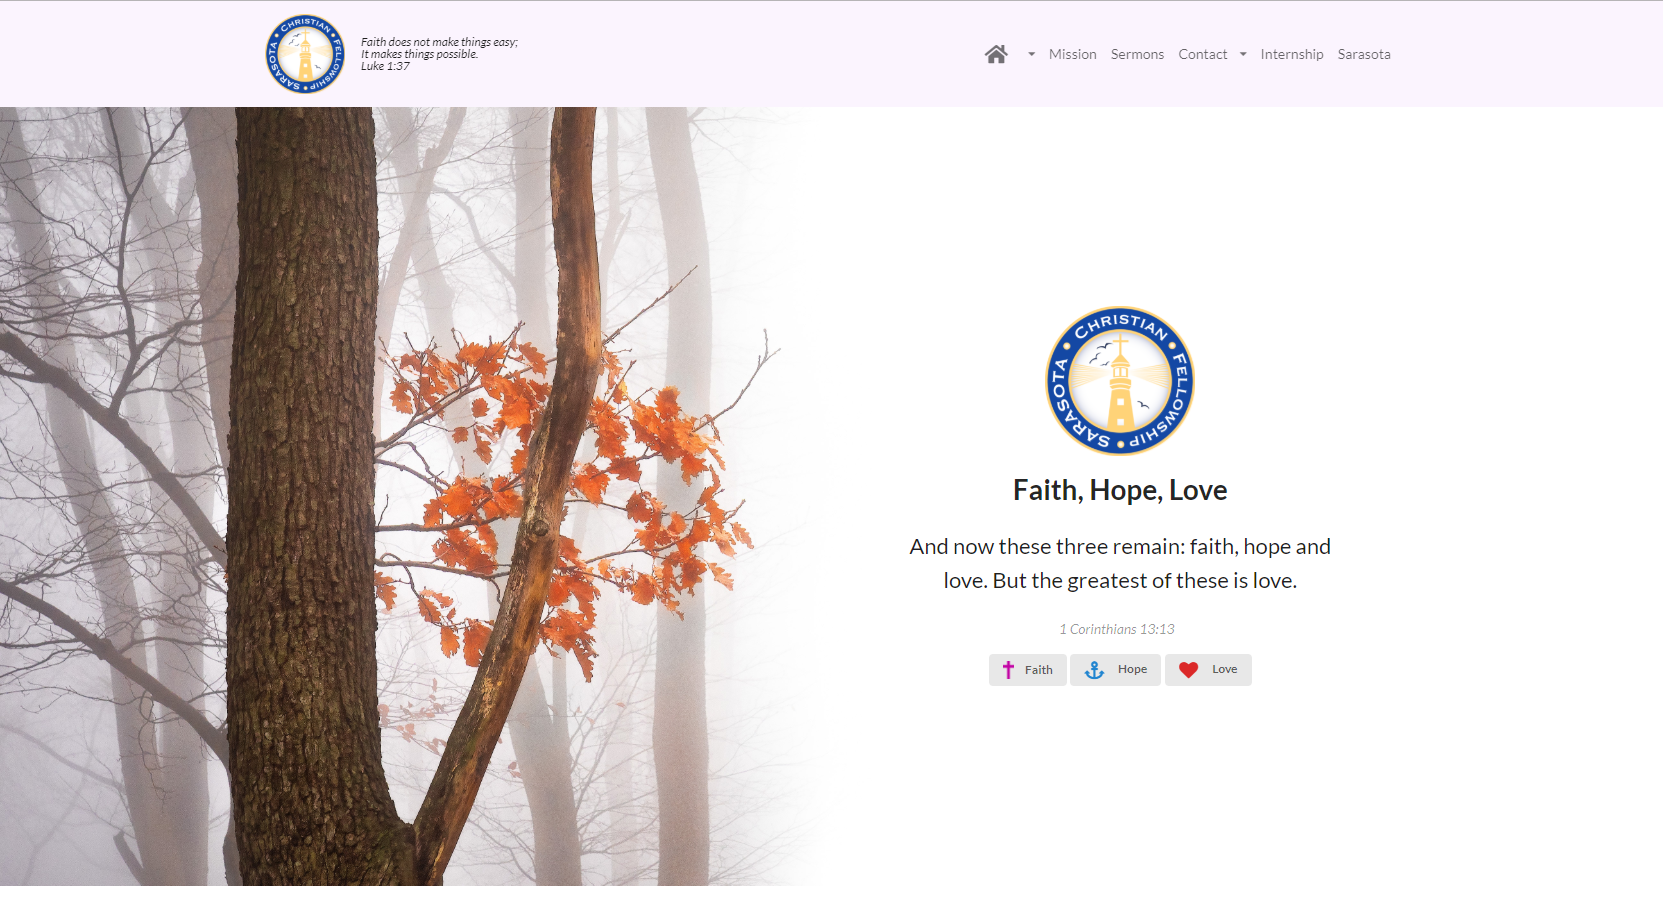 SARASOTA • CHRISTIAN • FELLOWSHIP •
Faith does not make things easy;
It makes things possible.
Luke 1:37
Mission Sermons Contact Internship Sarasota
SARASOTA • CHRISTIAN • FELLOWSHIP •
Faith, Hope, Love
And now these three remain: faith, hope and
love. But the greatest of these is love.
1 Corinthians 13:13
Faith Hope Love